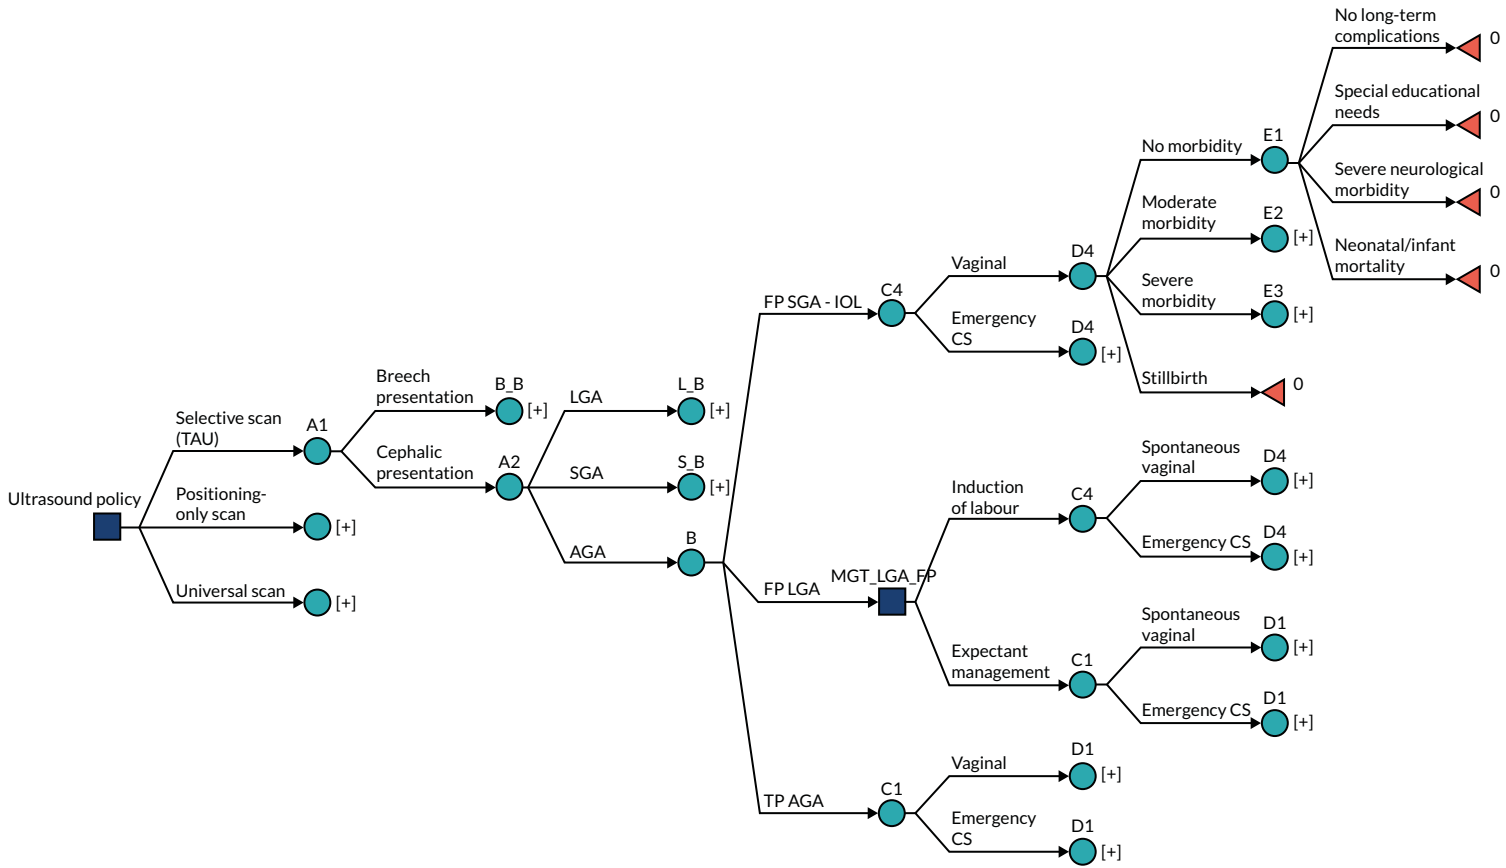 No long-term
complications
0
Special educational
needs
0
Severe neurological
morbidity
0
Neonatal/infant
mortality
0
E1
No morbidity
Moderate
morbidity
E2
[+]
Severe
morbidity
E3
[+]
Stillbirth
0
D4
Vaginal
Emergency
CS
D4
[+]
C4
FP SGA - IOL
Breech
presentation
B_B
[+]
LGA
L_B
[+]
Selective scan
(TAU)
A1
Cephalic
presentation
A2
SGA
S_B
[+]
Ultrasound policy
Positioning-
only scan
[+]
AGA
B
Universal scan
[+]
FP LGA
MGT_LGA_FP
Induction
of labour
C4
Spontaneous
vaginal
D4
[+]
Emergency CS
D4
[+]
Expectant
management
C1
Spontaneous
vaginal
D1
[+]
Emergency CS
D1
[+]
TP AGA
C1
Vaginal
D1
[+]
Emergency
CS
D1
[+]